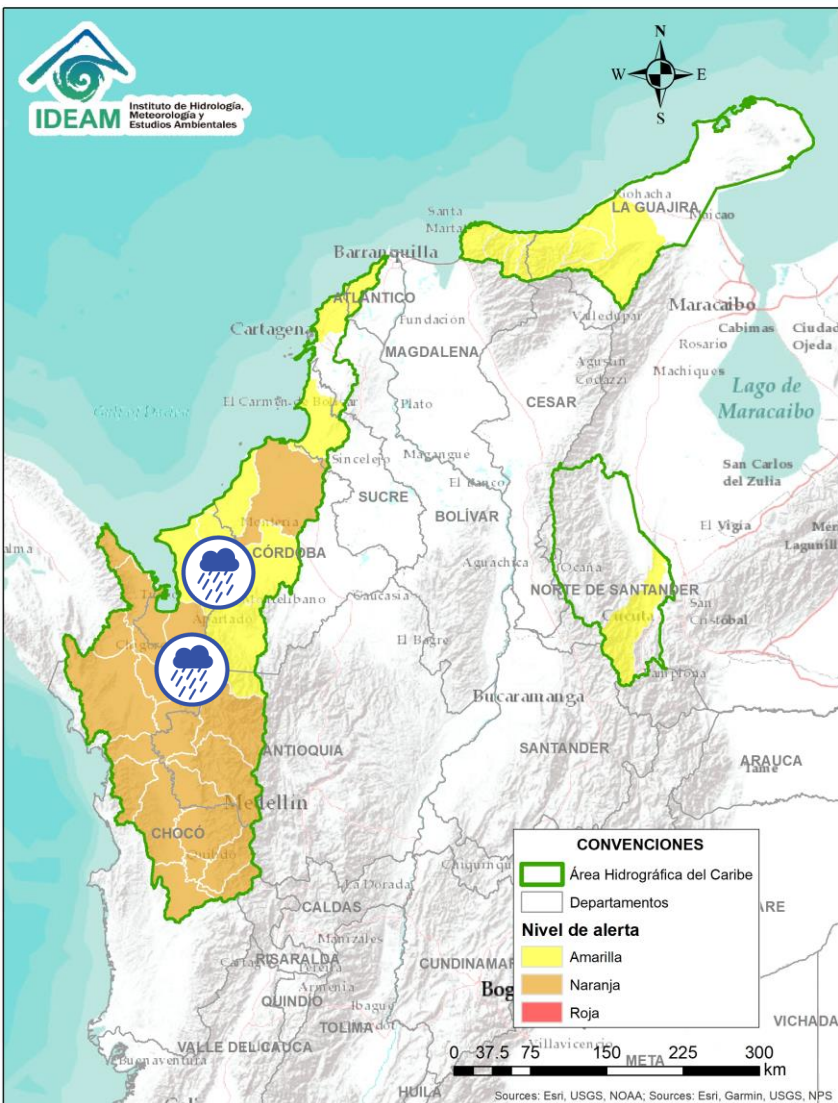 IDEAM
Instituto de Hidrología,
Meteorología y
Estudios Ambientales
N
W
E
S
Riohacha
LA GUAJIRA
Maicao
Santa
Marta
Barranquilla
ATLÁNTICO
Cartagena
Fundación
Valledupar
Maracaibo
Cabimas
Ciudad
Ojeda
Rosario
MAGDALENA
Agustín
Codazzi
Machiques
Lago de
Maracaibo
El Carmen de Bolívar
Plato
CESAR
Sincelejo
Magangué
San Carlos
del Zulia
El Banco
SUCRE
BOLÍVAR
Montería
El Vigía
CÓRDOBA
Aguachica
Ocaña
NORTE DE SANTANDER
Caucasia
Apartadó
Cúcuta
San
Cristóbal
El Bagre
Pamplona
Bucaramanga
ANTIOQUIA
SANTANDER
ARAUCA
Tame
Medellín
CHOCÓ
Quibdó
La Dorada
CALDAS
Manizales
RISARALDA
Pereira
Armenia
QUINDÍO
Ibagué
TOLIMA
CUNDINAMAR
Bog
VALLE DEL CAUCA
Buenaventura
Villavicencio
META
VICHADA
HUILA
CONVENCIONES
Área Hidrográfica del Caribe
Departamentos
Nivel de alerta
Amarilla
Naranja
Roja
0 37.5 75 150 225 300
km
Sources: Esri, USGS, NOAA; Sources: Esri, Garmin, USGS, NPS